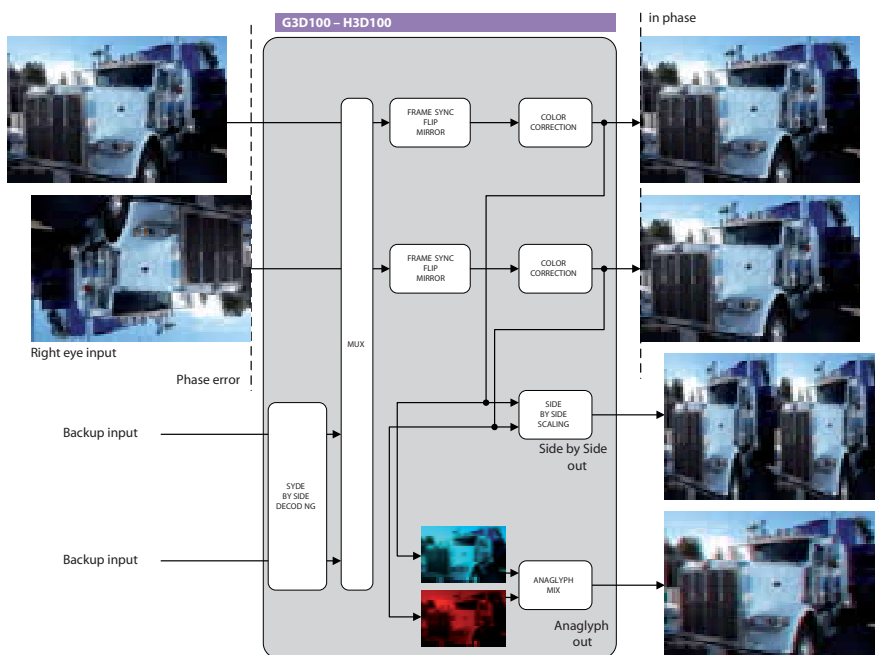 G3D100 – H3D100
in phase
FRAME SYNC
FLIP
MIRROR
COLOR
CORRECTION
FRAME SYNC
FLIP
MIRROR
COLOR
CORRECTION
MUX
Right eye input
Phase error
Backup input
SIDE
BY SIDE
SCALING
Side by Side
out
SYDE
BY SIDE
DECOD NG
Backup input
ANAGLYPH
MIX
Anaglyph
out